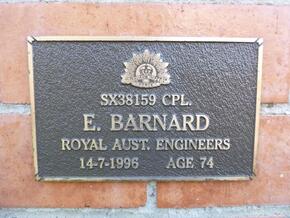 SX38159 CPL.
E. BARNARD
ROYAL AUST. ENGINEERS
14-7-1996 AGE 74